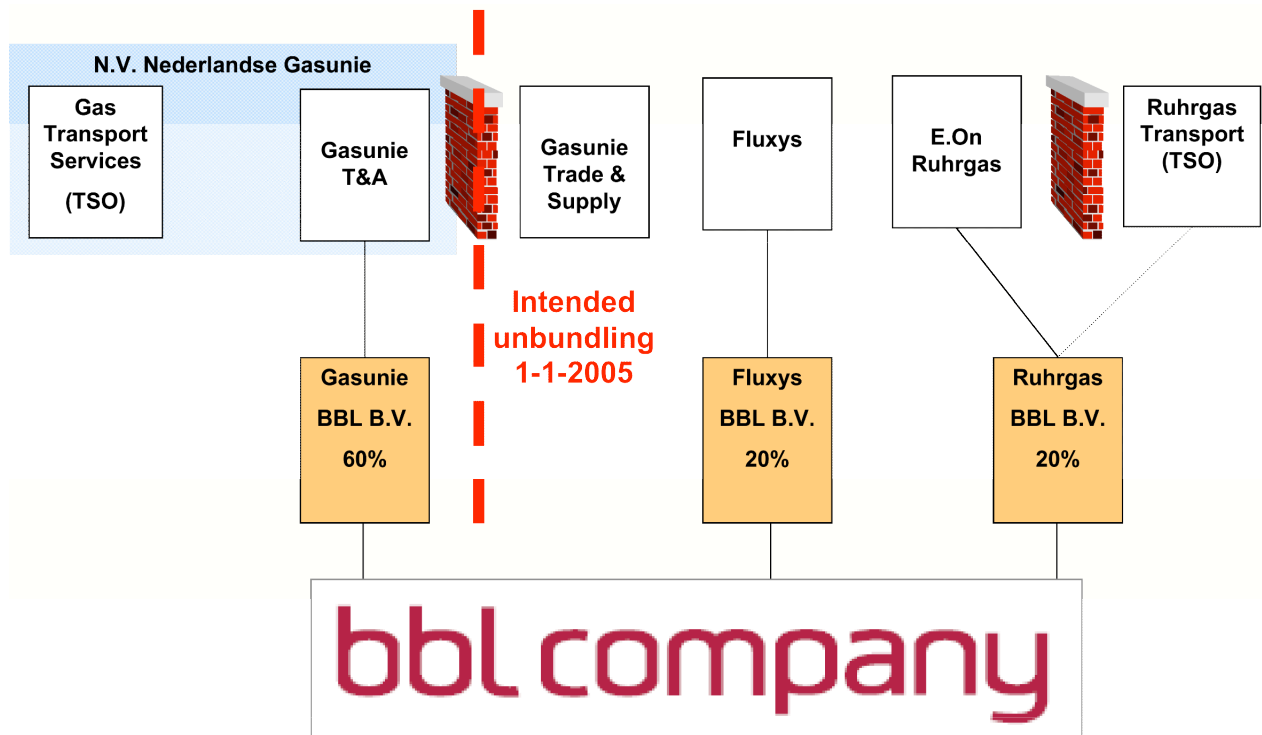 N.V. Nederlandse Gasunie
Gas
Transport
Services
(TSO)
Gasunie
T&A
Gasunie
Trade &
Supply
Fluxys
E.On
Ruhrgas
Ruhrgas
Transport
(TSO)
Intended
unbundling
1-1-2005
Gasunie
BBL B.V.
60%
Fluxys
BBL B.V.
20%
Ruhrgas
BBL B.V.
20%
bbl company